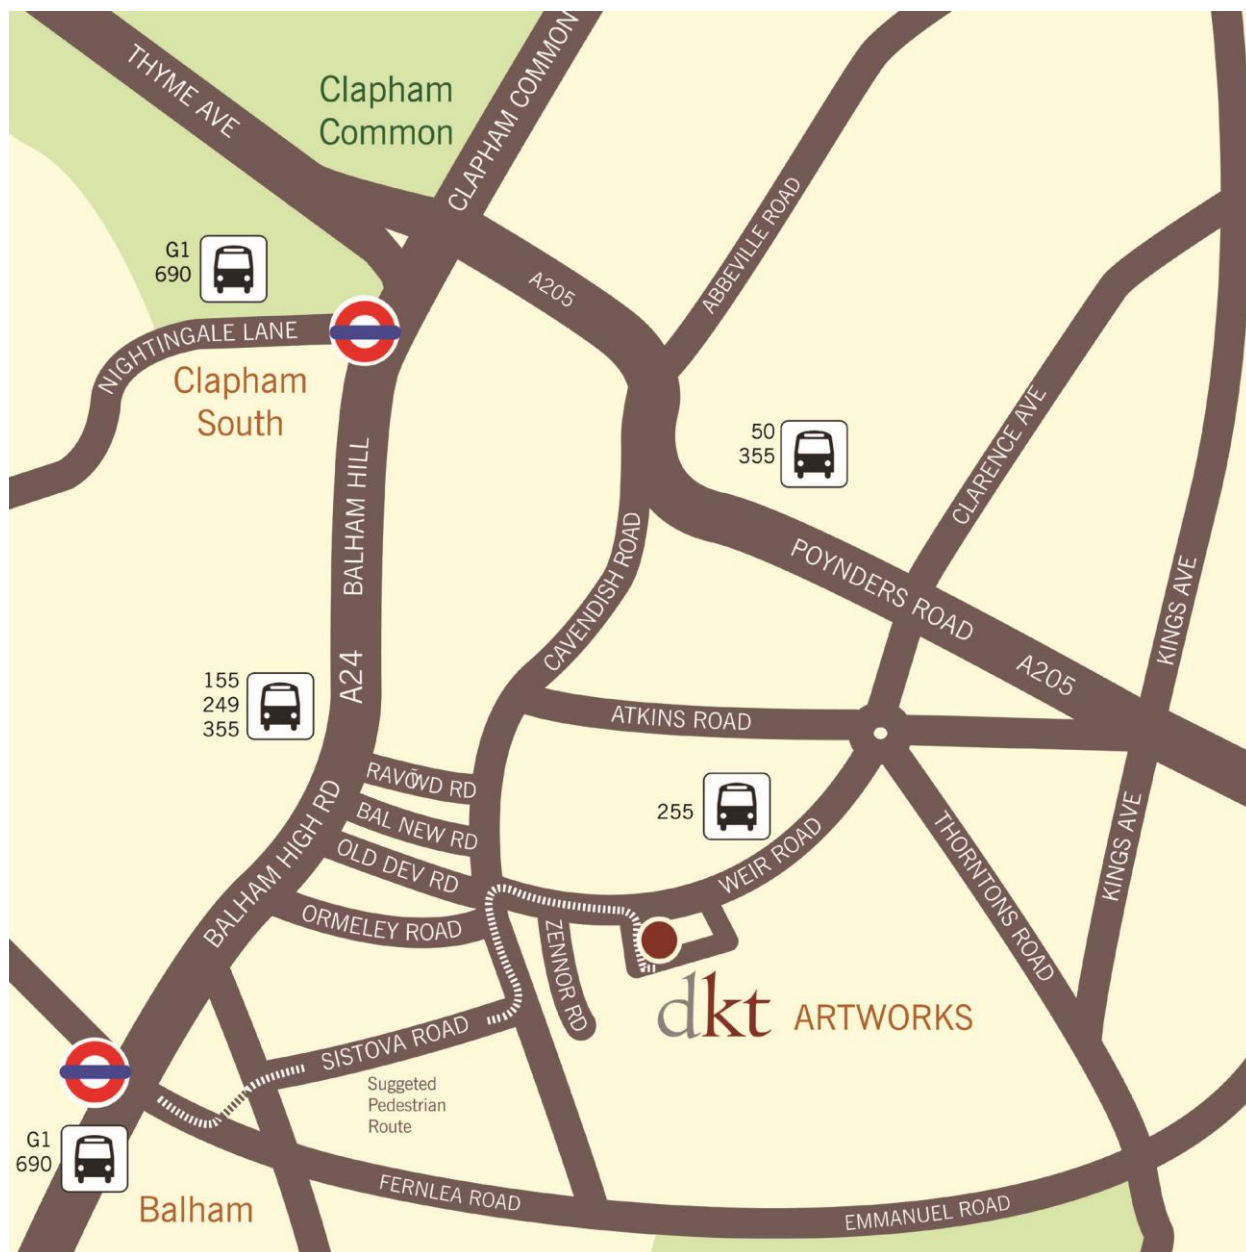 THYME AVE
Clapham
Common
CLAPHAM COMMON
G1
690
A205
ABBEVILLE ROAD
NIGHTINGALE LANE
Clapham
South
50
355
CLARENCE AVE
BALHAM HILL
A24
CAVENDISH ROAD
POYNDERS ROAD
A205
KINGS AVE
155
249
355
ATKINS ROAD
BAL NEW RD
OLD DEV RD
ORMELEY ROAD
BALHAM HIGH RD
255
WEIR ROAD
THORNTONS ROAD
KINGS AVE
ZENNOR RD
dkt ARTWORKS
SISTOVA ROAD
Suggeted
Pedestrian
Route
G1
690
Balham
FERNLEA ROAD
EMMANUEL ROAD